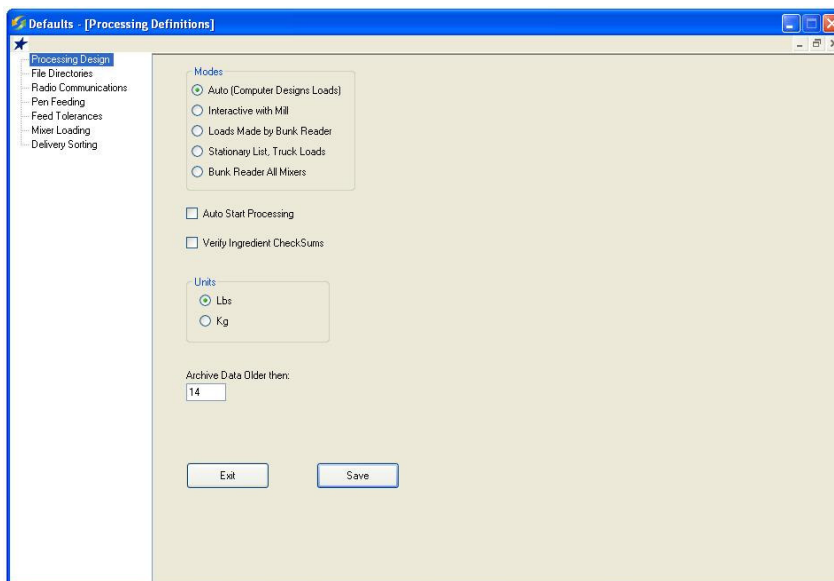 Defaults - [Processing Definitions]
Processing Design
File Directories
Radio Communications
Pen Feeding
Feed Tolerances
Mixer Loading
Delivery Sorting
Modes
Auto (Computer Designs Loads)
Interactive with Mill
Loads Made by Bunk Reader
Stationary List, Truck Loads
Bunk Reader All Mixers
Auto Start Processing
Verify Ingredient CheckSums
Units
Lbs
Kg
Archive Data Older then:
14
Exit
Save